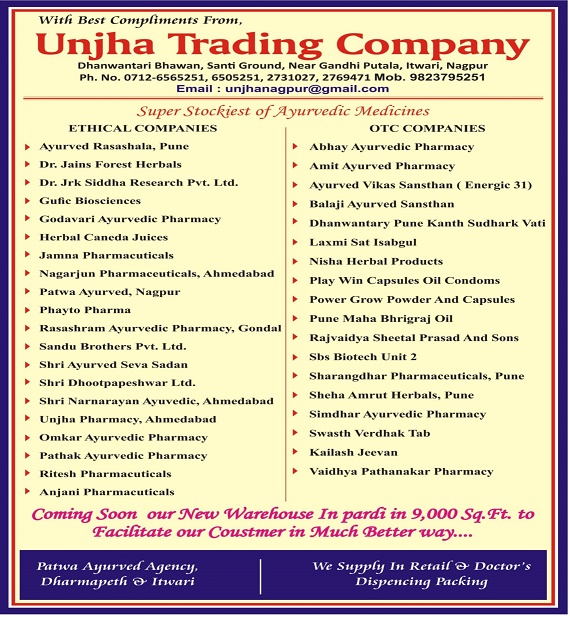 With Best Compliments From,
Unjha Trading Company
Dhanwantari Bhawan, Santi Ground, Near Gandhi Putala, Itwari, Nagpur
Ph. No. 0712-6565251, 6505251, 2731027, 2769471 Mob. 9823795251
Email : unjhanagpur@gmail.com
Super Stockiest of Ayurvedic Medicines
ETHICAL COMPANIES
Ayurved Rasashala, Pune
Dr. Jains Forest Herbals
Dr. Jrk Siddha Research Pvt. Ltd.
Gufic Biosciences
Godavari Ayurvedic Pharmacy
Herbal Caneda Juices
Jamna Pharmacuticals
Nagarjun Pharmaceuticals, Ahmedabad
Patwa Ayurved, Nagpur
Phayto Pharma
Rasashram Ayurvedic Pharmacy, Gondal
Sandu Brothers Pvt. Ltd.
Shri Ayurved Seva Sadan
Shri Dhootpapeshwar Ltd.
Shri Narnarayan Ayuvedic, Ahmedabad
Unjha Pharmacy, Ahmedabad
Omkar Ayurvedic Pharmacy
Pathak Ayurvedic Pharmacy
Ritesh Pharmacuticals
Anjani Pharmacuticals
OTC COMPANIES
Abhay Ayurvedic Pharmacy
Amit Ayurved Pharmacy
Ayurved Vikas Sansthan ( Energic 31)
Balaji Ayurved Sansthan
Dhanwantary Pune Kanth Sudhark Vati
Laxmi Sat Isabgul
Nisha Herbal Products
Play Win Capsules Oil Condoms
Power Grow Powder And Capsules
Pune Maha Bhrigraj Oil
Rajvaidya Sheetal Prasad And Sons
Sbs Biotech Unit 2
Sharangdhar Pharmaceuticals, Pune
Sheha Amrut Herbals, Pune
Simdhar Ayurvedic Pharmacy
Swasth Verdhak Tab
Kailash Jeevan
Vaidhya Pathanakar Pharmacy
Coming Soon our New Warehouse In pardi in 9,000 Sq.Ft. to
Facilitate our Coustmer in Much Better way....
Patwa Ayurved Agency,
Dharmapeth & Itwari
We Supply In Retail & Doctor's
Dispencing Packing